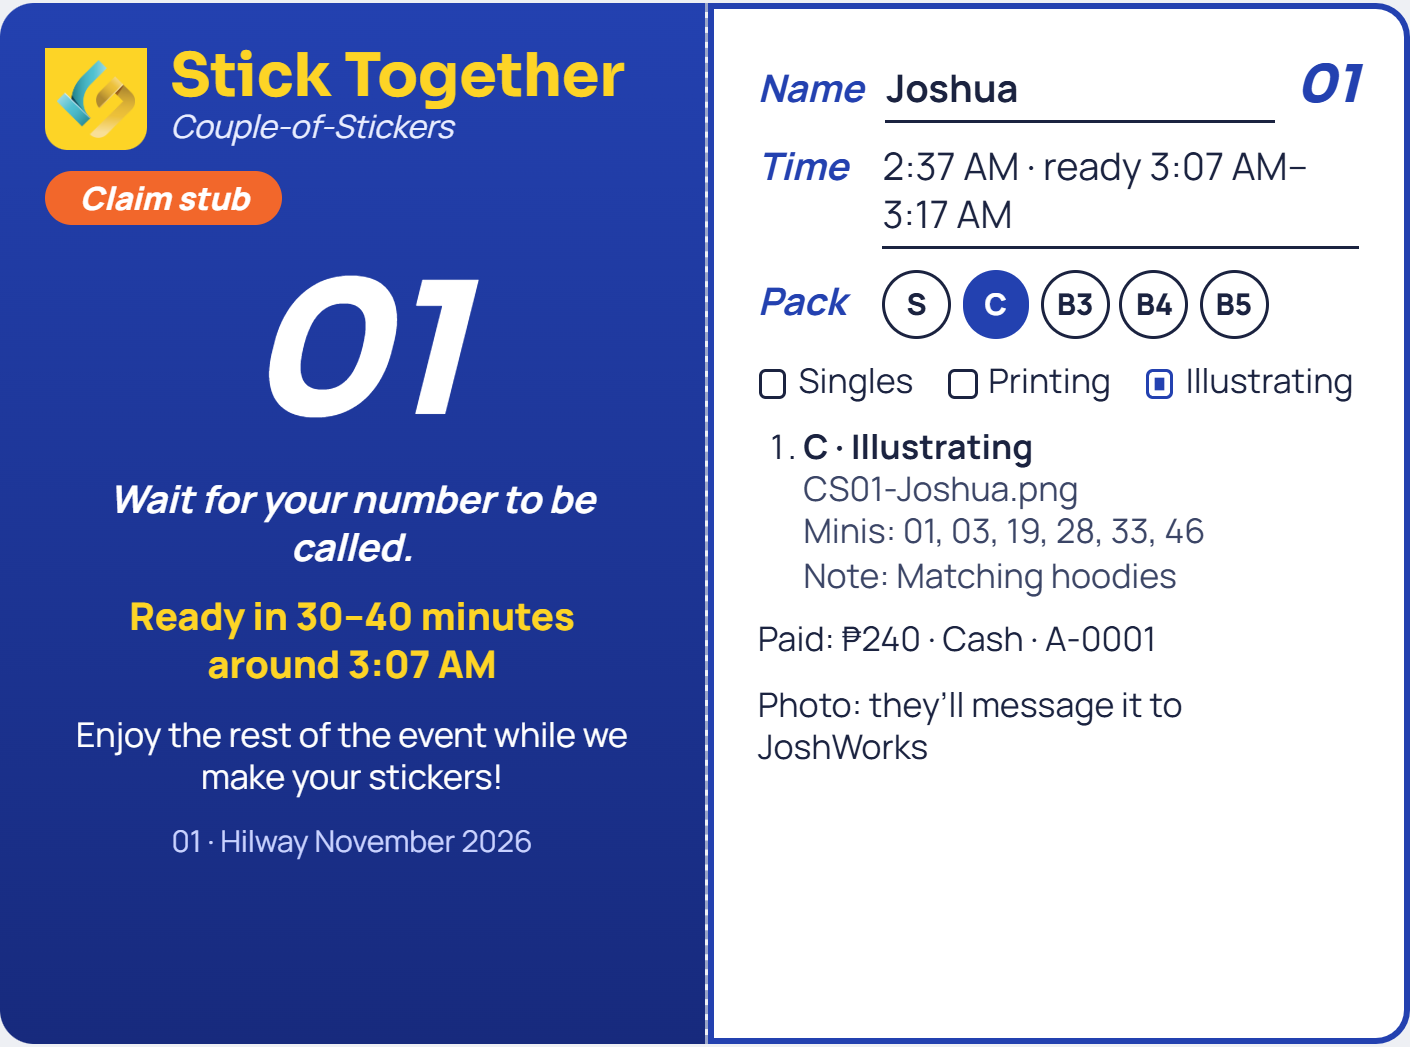 Stick Together
Couple-of-Stickers
Claim stub
01
Wait for your number to be
called.
Ready in 30–40 minutes
around 3:07 AM
Enjoy the rest of the event while we
make your stickers!
01 · Hilway November 2026
Name Joshua 01
Time 2:37 AM · ready 3:07 AM–
3:17 AM
Pack S C B3 B4 B5
Singles Printing Illustrating
1. C · Illustrating
CS01-Joshua.png
Minis: 01, 03, 19, 28, 33, 46
Note: Matching hoodies
Paid: ₱240 · Cash · A-0001
Photo: they’ll message it to
JoshWorks